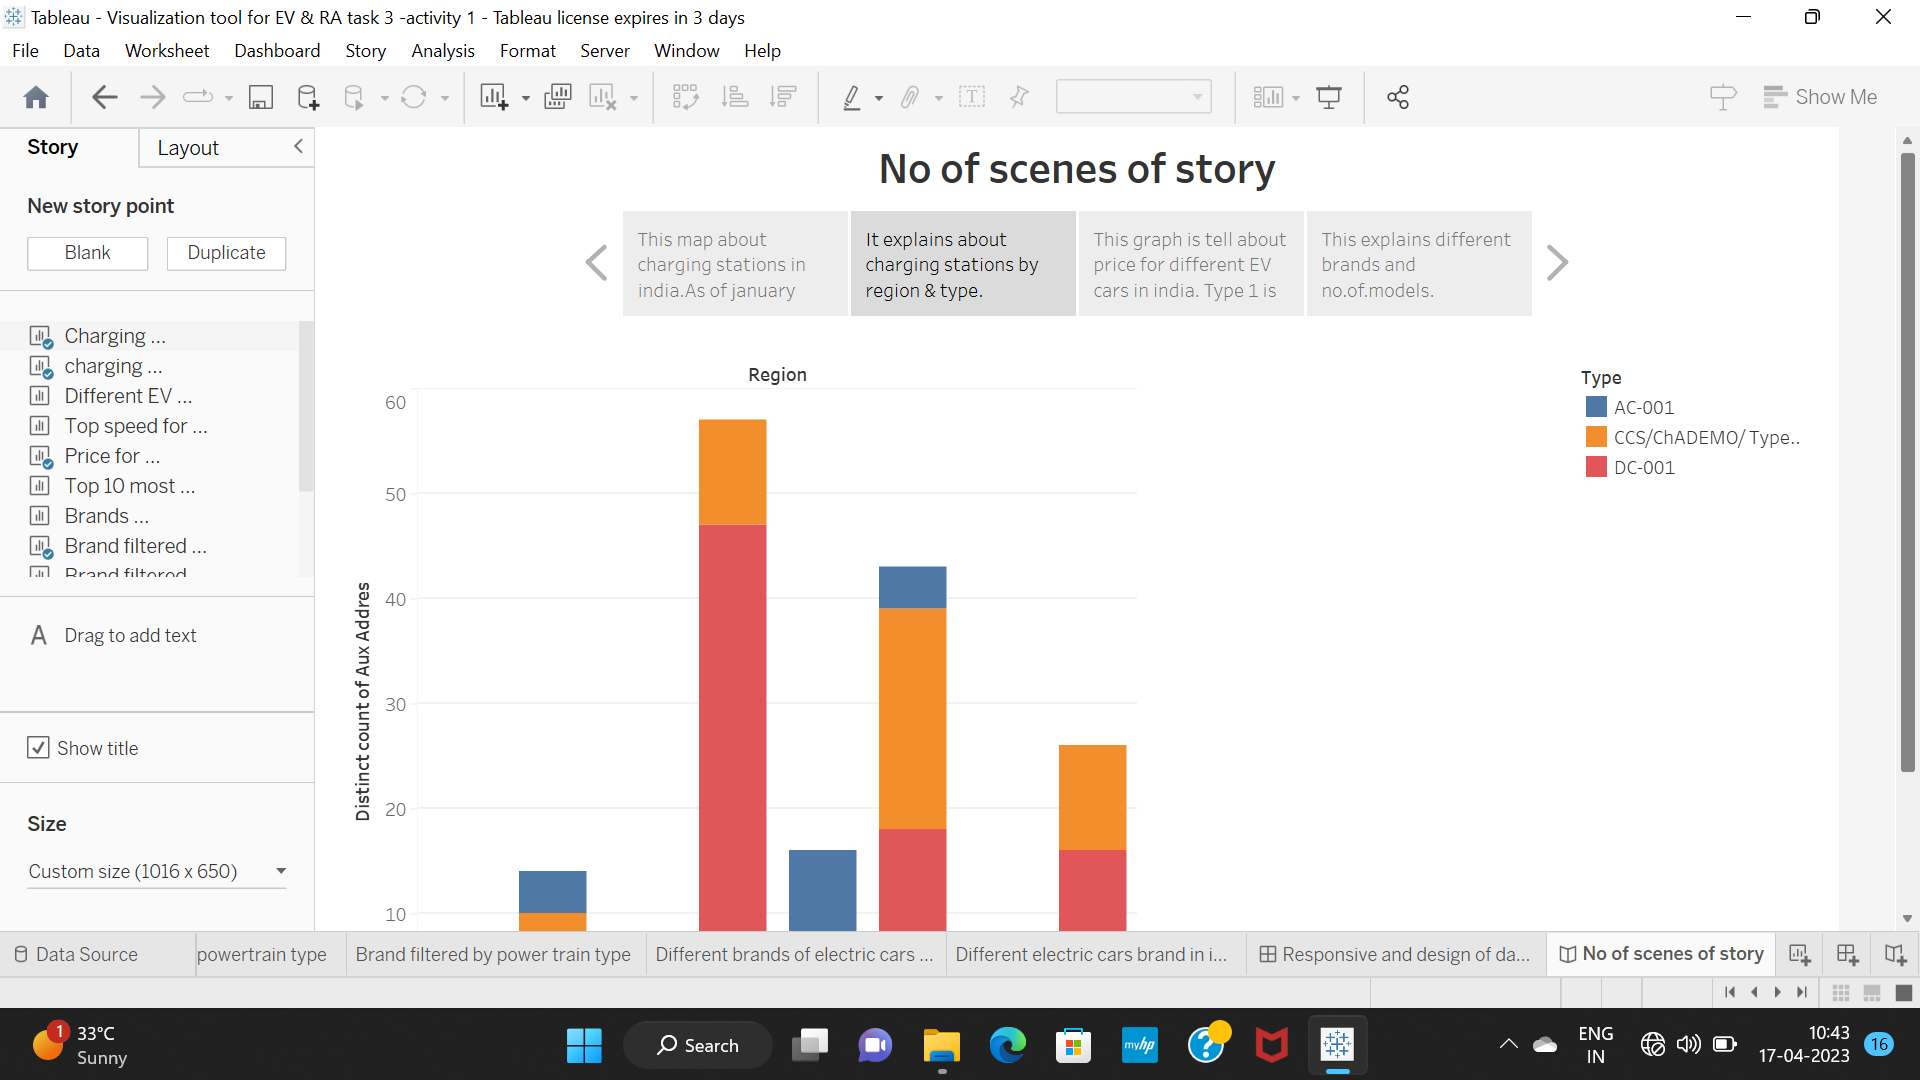 Tableau - Visualization tool for EV & RA task 3 -activity 1 - Tableau license expires in 3 days
File Data Worksheet Dashboard Story Analysis Format Server Window Help
Show Me
Story Layout
New story point
Blank Duplicate
Charging ...
charging ...
Different EV ...
Top speed for ...
Price for ...
Top 10 most ...
Brands ...
Brand filtered ...
Brand filtered
A Drag to add text
Show title
Size
Custom size (1016 x 650)
No of scenes of story
This map about
charging stations in
india.As of january
It explains about
charging stations by
region & type.
This graph is tell about
price for different EV
cars in india. Type 1 is
This explains different
brands and
no.of.models.
Region
60
50
40
30
20
10
Distinct count of Aux Addres
Type
AC-001
CCS/ChADEMO/ Type..
DC-001
Data Source powertrain type Brand filtered by power train type Different brands of electric cars ... Different electric cars brand in i... Responsive and design of da... No of scenes of story
1 33°C
Sunny
Search
myhp
ENG
IN
10:43
17-04-2023
16